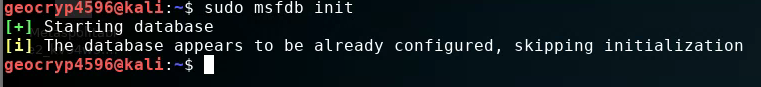 geocryp4596@kali:~$ sudo msfdb init
[+] Starting database
[i] The database appears to be already configured, skipping initialization
geocryp4596@kali:~$